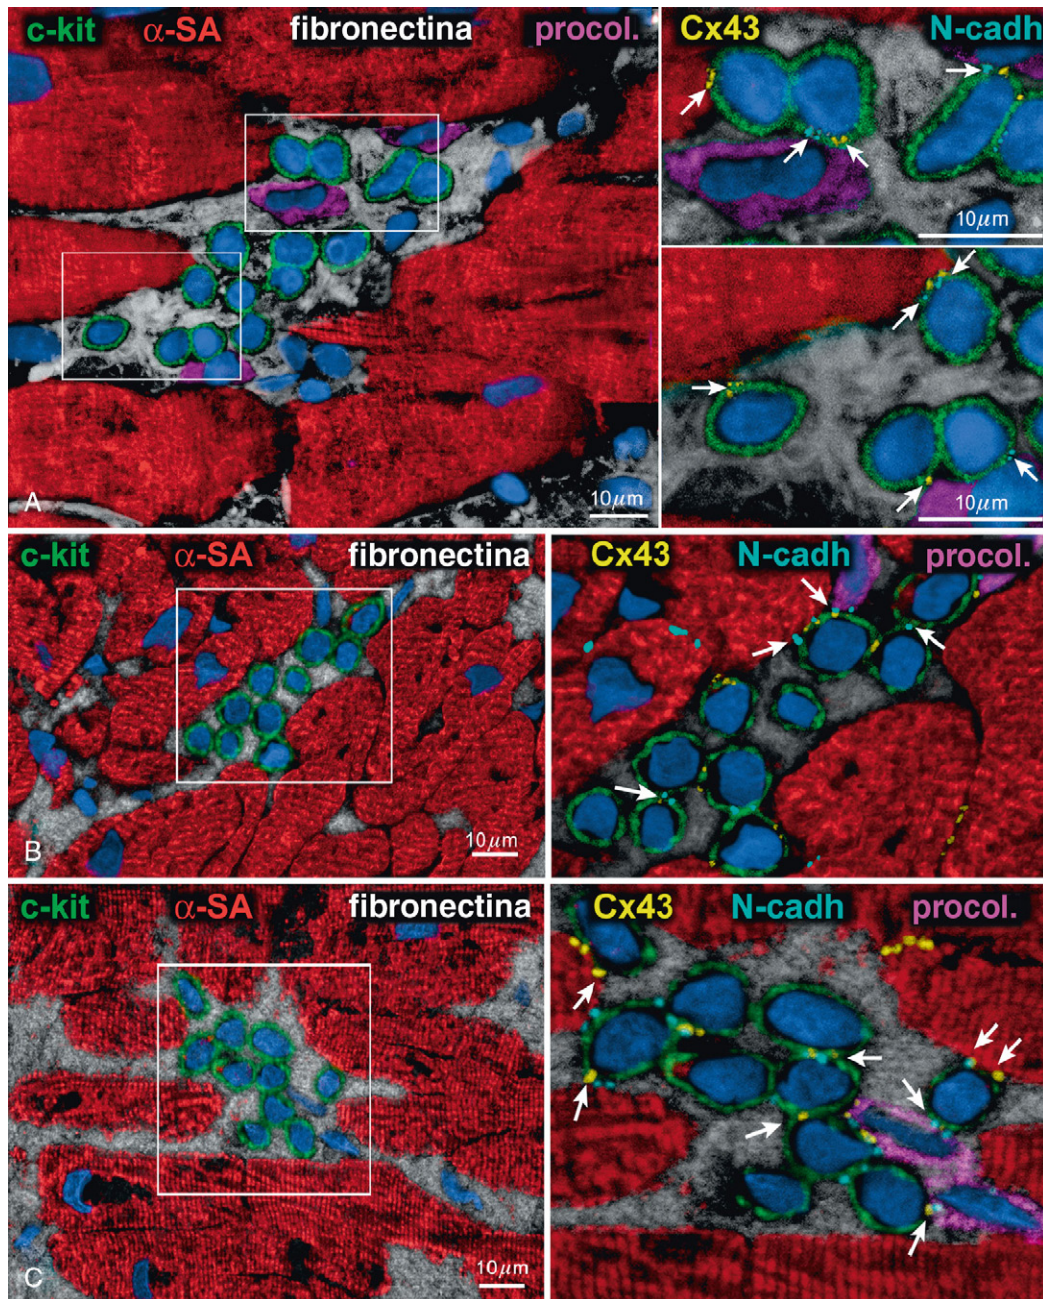 c-kit α-SA fibronectina procol.
Cx43 N-cadh
10μm
10μm
A
10μm
c-kit α-SA fibronectina
Cx43 N-cadh procol.
B
10μm
c-kit α-SA fibronectina
Cx43 N-cadh procol.
C
10μm